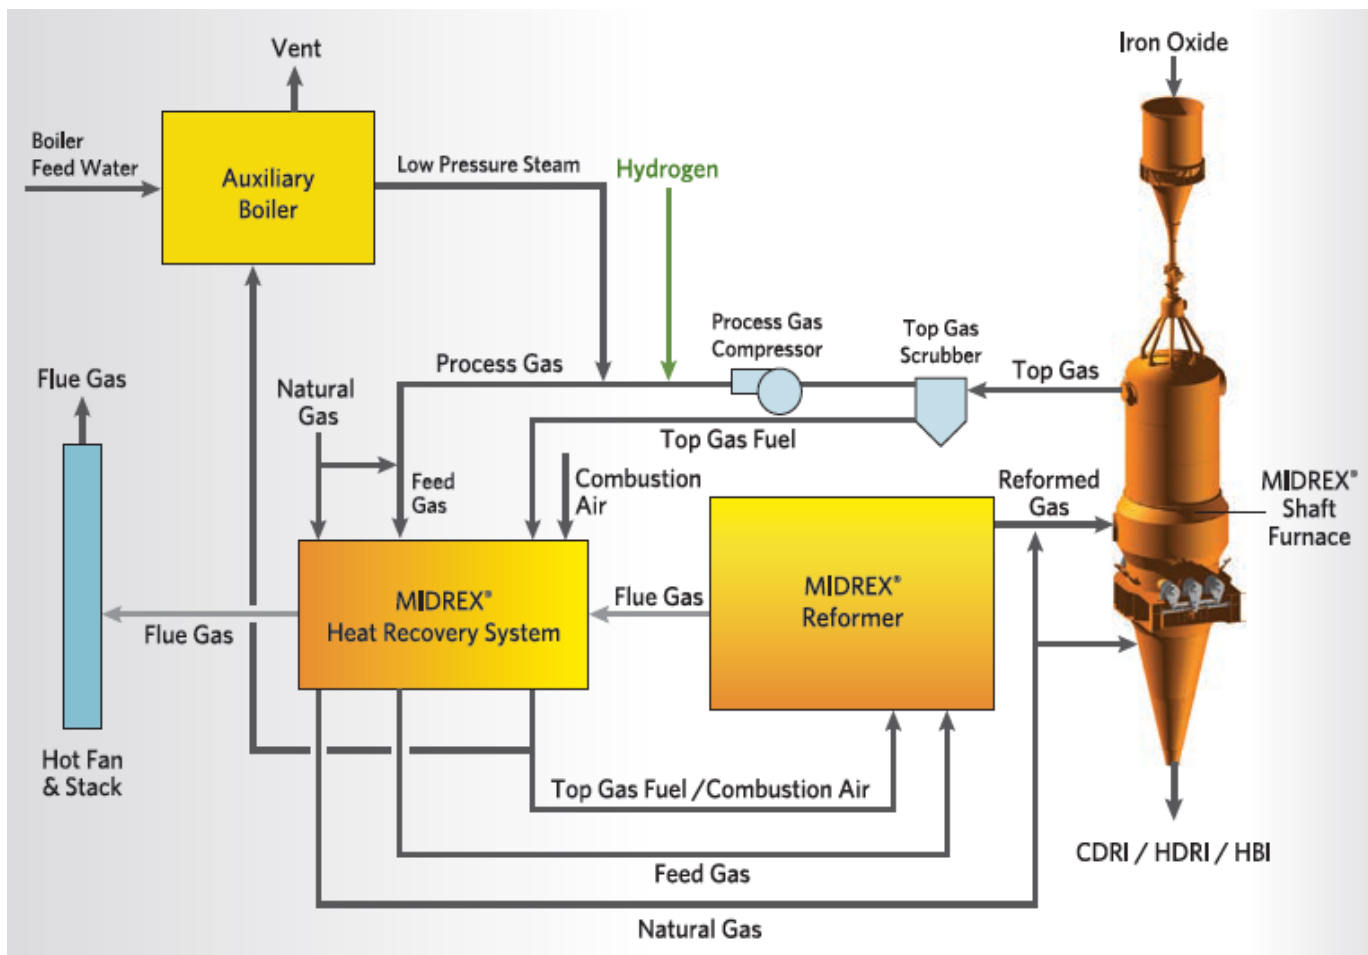 Vent
Iron Oxide
Boiler
Feed Water
Auxiliary
Boiler
Low Pressure Steam
Hydrogen
Process Gas
Compressor
Top Gas
Scrubber
Process Gas
Top Gas
Flue Gas
Natural
Gas
Top Gas Fuel
Feed
Gas
Combustion
Air
Reformed
Gas
MIDREX®
Shaft
Furnace
MIDREX®
Heat Recovery System
Flue Gas
MIDREX®
Reformer
Flue Gas
Hot Fan
& Stack
Top Gas Fuel /Combustion Air
CDRI / HDRI / HBI
Feed Gas
Natural Gas